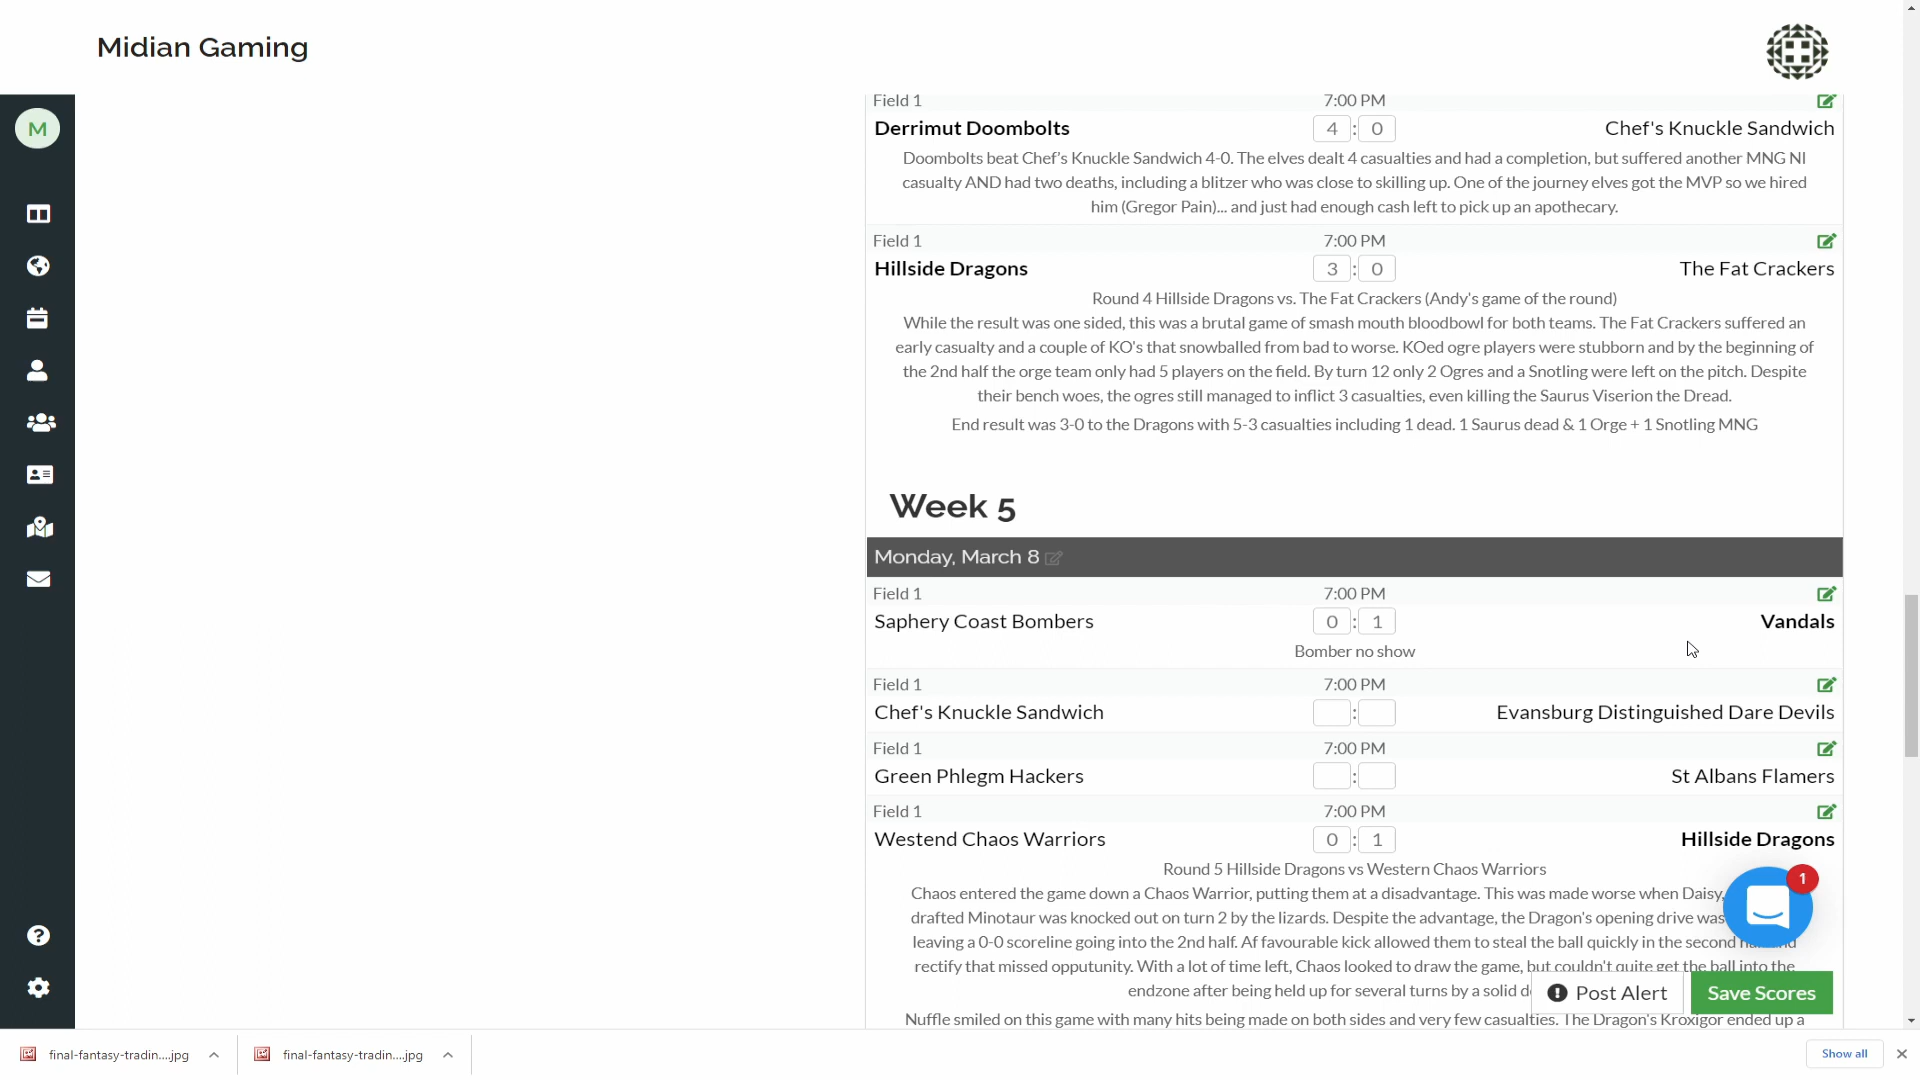 Midian Gaming
M
Field 1 7:00 PM
Derrimut Doombolts 4 : 0 Chef's Knuckle Sandwich
Doombolts beat Chef's Knuckle Sandwich 4-0. The elves dealt 4 casualties and had a completion, but suffered another MNG NI
casualty AND had two deaths, including a blitzer who was close to skilling up. One of the journey elves got the MVP so we hired
him (Gregor Pain)... and just had enough cash left to pick up an apothecary.
Field 1 7:00 PM
Hillside Dragons 3 : 0 The Fat Crackers
Round 4 Hillside Dragons vs. The Fat Crackers (Andy's game of the round)
While the result was one sided, this was a brutal game of smash mouth bloodbowl for both teams. The Fat Crackers suffered an
early casualty and a couple of KO's that snowballed from bad to worse. KOed ogre players were stubborn and by the beginning of
the 2nd half the orge team only had 5 players on the field. By turn 12 only 2 Ogres and a Snotling were left on the pitch. Despite
their bench woes, the ogres still managed to inflict 3 casualties, even killing the Saurus Viserion the Dread.
End result was 3-0 to the Dragons with 5-3 casualties including 1 dead. 1 Saurus dead & 1 Orge + 1 Snotling MNG
Week 5
Monday, March 8
Field 1 7:00 PM
Saphery Coast Bombers 0 : 1 Vandals
Bomber no show
Field 1 7:00 PM
Chef's Knuckle Sandwich : Evansburg Distinguished Dare Devils
Field 1 7:00 PM
Green Phlegm Hackers : St Albans Flamers
Field 1 7:00 PM
Westend Chaos Warriors 0 : 1 Hillside Dragons
Round 5 Hillside Dragons vs Western Chaos Warriors
Chaos entered the game down a Chaos Warrior, putting them at a disadvantage. This was made worse when Daisy,
drafted Minotaur was knocked out on turn 2 by the lizards. Despite the advantage, the Dragon's opening drive was
leaving a 0-0 scoreline going into the 2nd half. Af favourable kick allowed them to steal the ball quickly in the second
rectify that missed opputunity. With a lot of time left, Chaos looked to draw the game, but couldn't quite get the ball into the
endzone after being held up for several turns by a solid
Nuffle smiled on this game with many hits being made on both sides and very few casualties. The Dragon's Kroxigor ended up a
1
Post Alert Save Scores
final-fantasy-tradin....jpg final-fantasy-tradin....jpg Show all